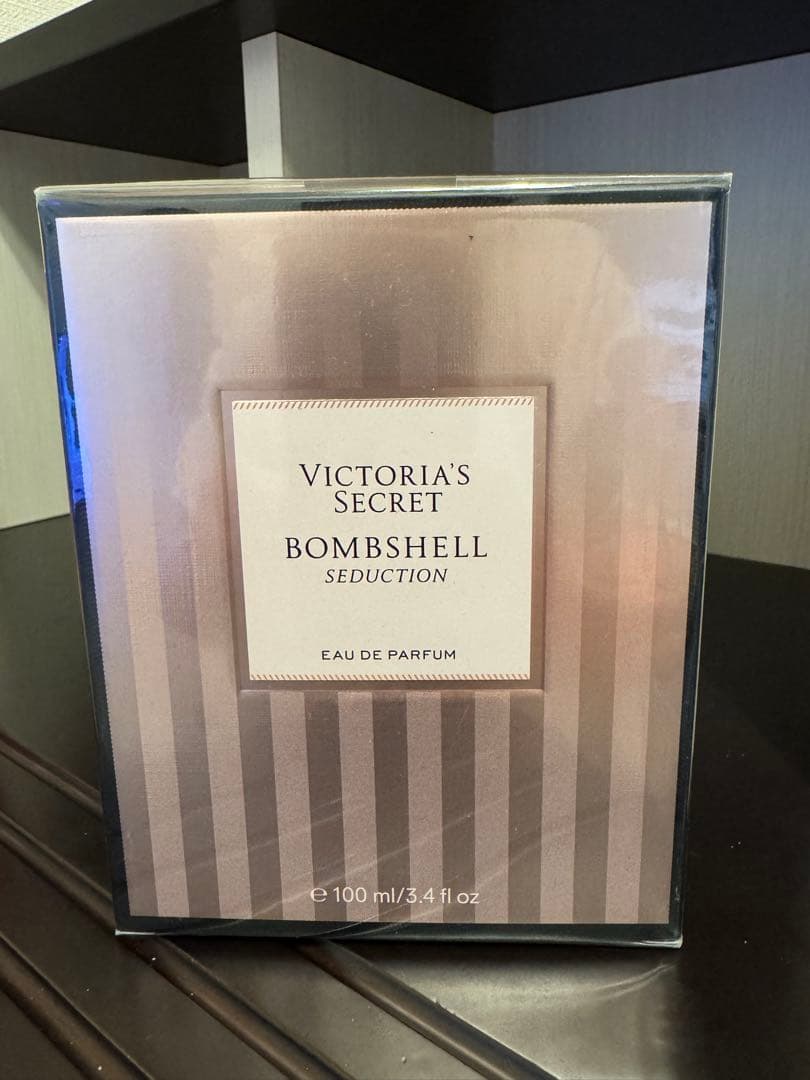 VICTORIA'S
SECRET
BOMBSHELL
SEDUCTION
EAU DE PARFUM
℮ 100 ml/3.4 fl oz